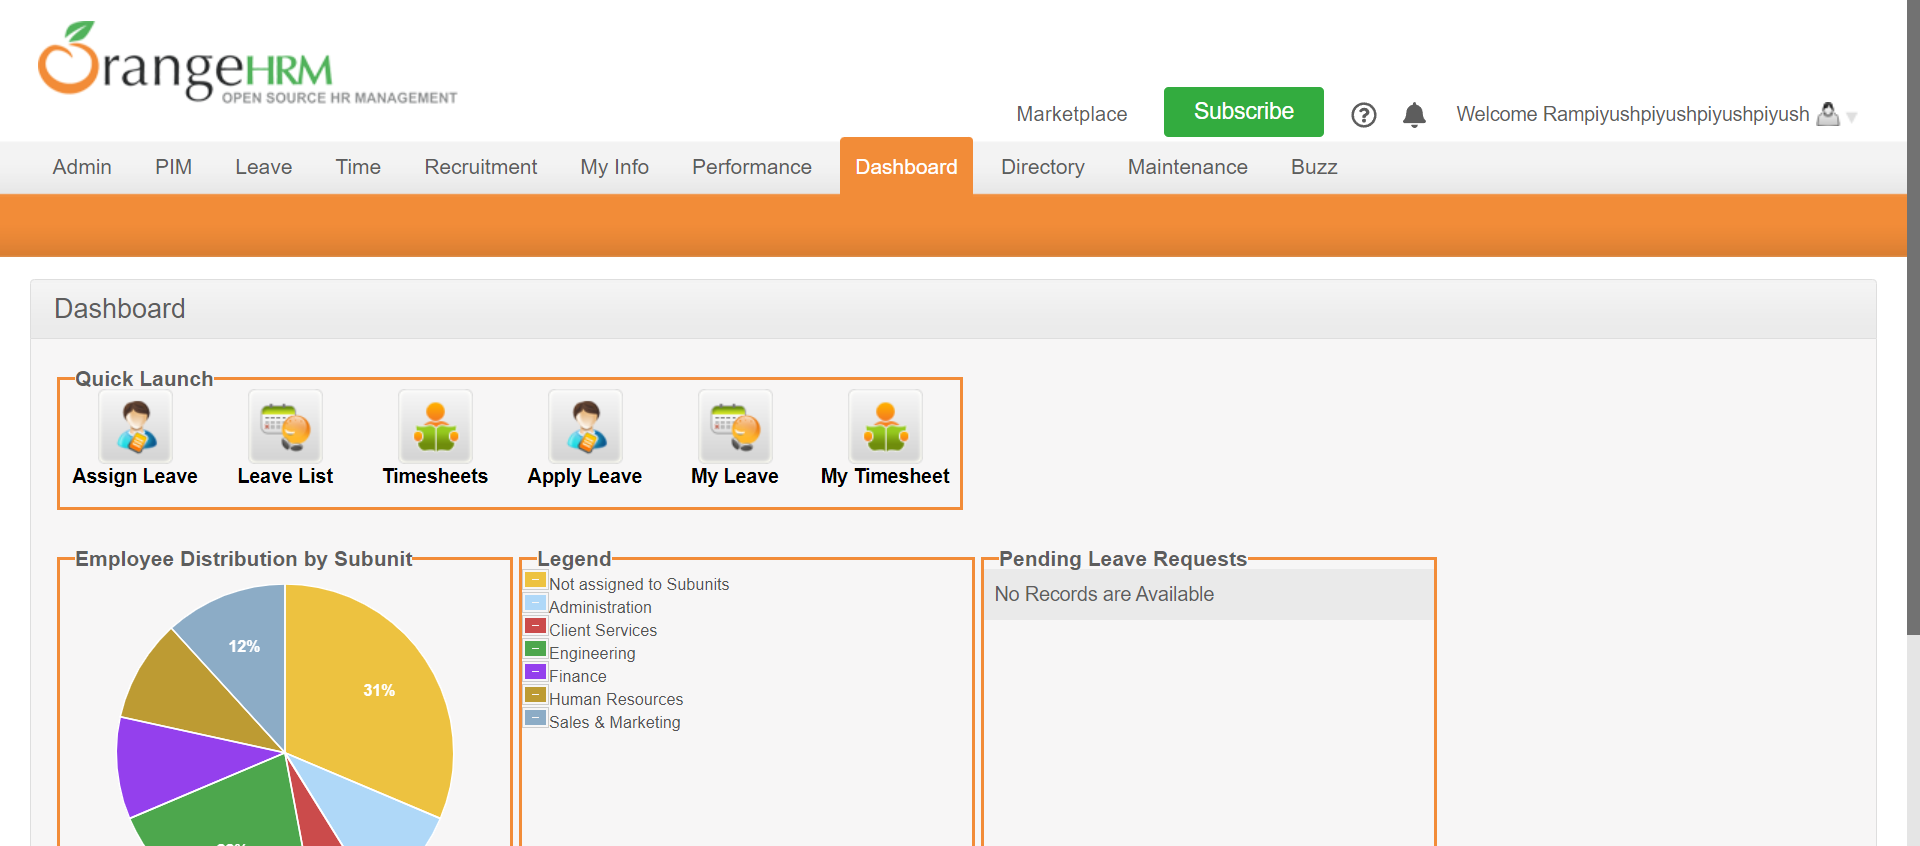 OrangeHRM
OPEN SOURCE HR MANAGEMENT
Marketplace
Subscribe
Welcome Rampiyushpiyushpiyushpiyush
Admin PIM Leave Time Recruitment My Info Performance Dashboard Directory Maintenance Buzz
Dashboard
Quick Launch
Assign Leave Leave List Timesheets Apply Leave My Leave My Timesheet
Employee Distribution by Subunit
12%
31%
Legend
Not assigned to Subunits
Administration
Client Services
Engineering
Finance
Human Resources
Sales & Marketing
Pending Leave Requests
No Records are Available